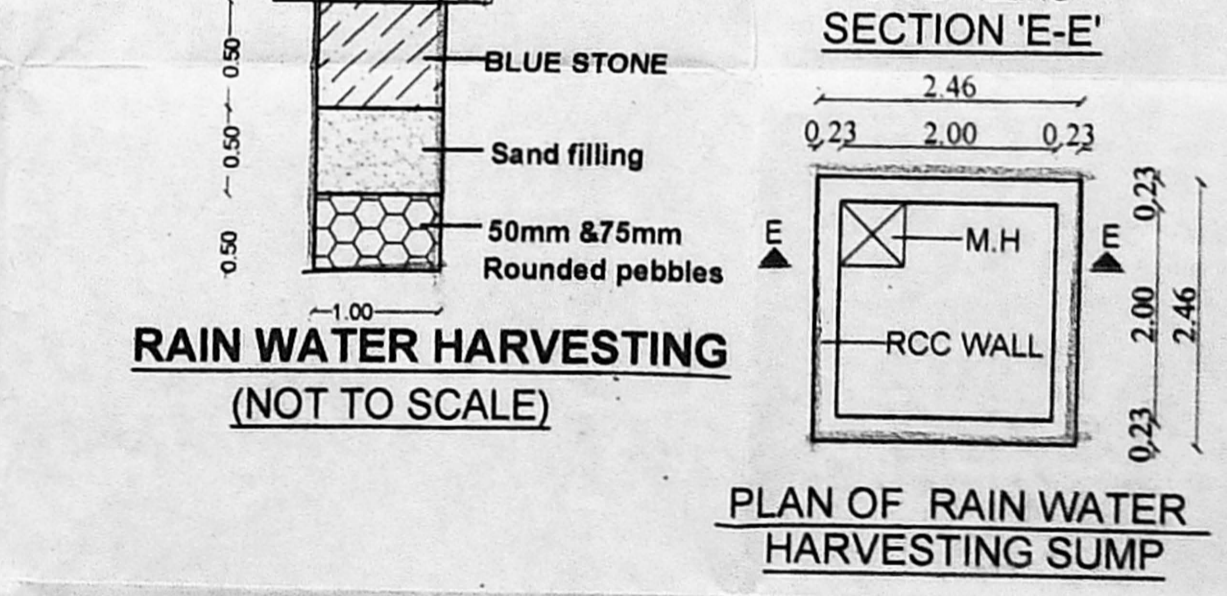 0.50
BLUE STONE
0.50
Sand filling
0.50
50mm &75mm
Rounded pebbles
1.00
RAIN WATER HARVESTING
(NOT TO SCALE)
SECTION 'E-E'
2.46
0,23 2.00 0,23
0,23
E
M.H
E
2.00
2.46
RCC WALL
0,23
PLAN OF RAIN WATER
HARVESTING SUMP